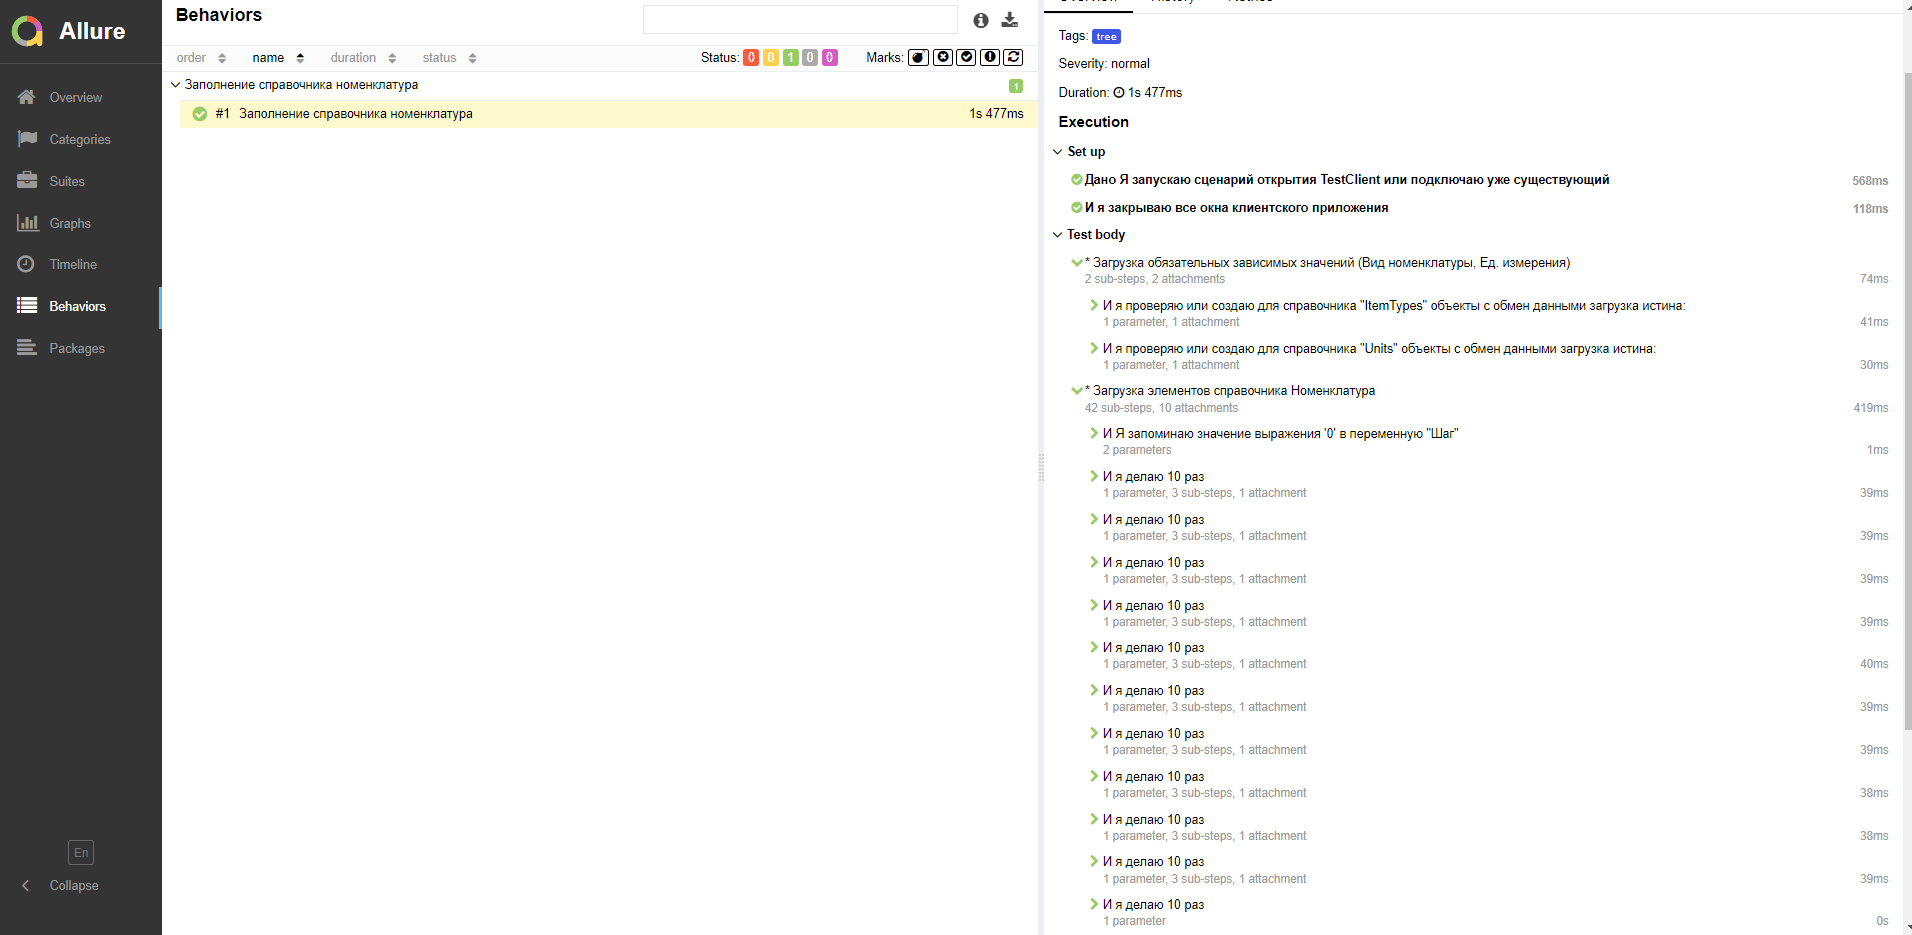 Allure
Overview
Categories
Suites
Graphs
Timeline
Behaviors
Packages
En
Collapse
Behaviors
order name duration status Status: 0 0 1 0 0 Marks:
Заполнение справочника номенклатура 1
#1 Заполнение справочника номенклатура 1s 477ms
Tags: tree
Severity: normal
Duration: 1s 477ms
Execution
Set up
Дано Я запускаю сценарий открытия TestClient или подключаю уже существующий 568ms
И я закрываю все окна клиентского приложения 118ms
Test body
* Загрузка обязательных зависимых значений (Вид номенклатуры, Ед. измерения)
2 sub-steps, 2 attachments 74ms
И я проверяю или создаю для справочника "ItemTypes" объекты с обмен данными загрузка истина:
1 parameter, 1 attachment 41ms
И я проверяю или создаю для справочника "Units" объекты с обмен данными загрузка истина:
1 parameter, 1 attachment 30ms
* Загрузка элементов справочника Номенклатура
42 sub-steps, 10 attachments 419ms
И Я запоминаю значение выражения '0' в переменную "Шаг"
2 parameters 1ms
И я делаю 10 раз
1 parameter, 3 sub-steps, 1 attachment 39ms
И я делаю 10 раз
1 parameter, 3 sub-steps, 1 attachment 39ms
И я делаю 10 раз
1 parameter, 3 sub-steps, 1 attachment 39ms
И я делаю 10 раз
1 parameter, 3 sub-steps, 1 attachment 39ms
И я делаю 10 раз
1 parameter, 3 sub-steps, 1 attachment 40ms
И я делаю 10 раз
1 parameter, 3 sub-steps, 1 attachment 39ms
И я делаю 10 раз
1 parameter, 3 sub-steps, 1 attachment 39ms
И я делаю 10 раз
1 parameter, 3 sub-steps, 1 attachment 38ms
И я делаю 10 раз
1 parameter, 3 sub-steps, 1 attachment 38ms
И я делаю 10 раз
1 parameter, 3 sub-steps, 1 attachment 39ms
И я делаю 10 раз
1 parameter 0s